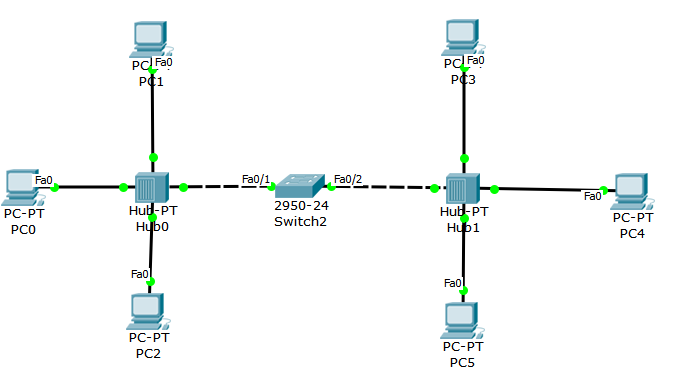 PC
Fa0
PC1
PC
Fa0
PC3
Fa0
PC-PT
PC0
Hub-PT
Hub0
Fa0/1
Fa0/2
2950-24
Switch2
Hub-PT
Hub1
Fa0
PC-PT
PC4
Fa0
PC-PT
PC2
Fa0
PC-PT
PC5